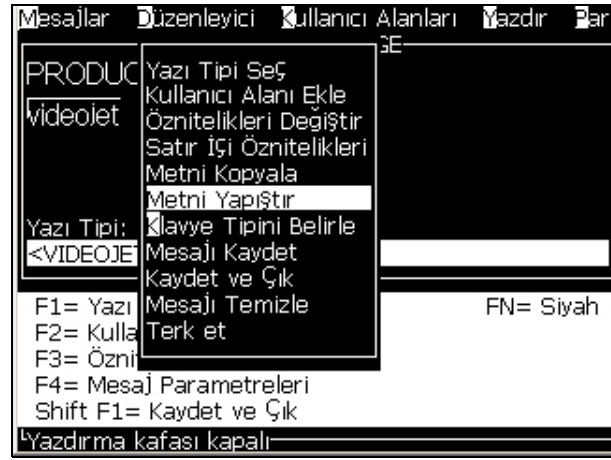 Mesajlar Düzenleyici Kullanıcı Alanları Yazdır Par
GE
PRODUC
videojet
Yazı Tipi Seç
Kullanıcı Alanı Ekle
Öznitelikleri Değiştir
Satır İçi Öznitelikleri
Metni Kopyala
Metni Yapıştır
Klavye Tipini Belirle
Mesajı Kaydet
Kaydet ve Çık
Mesajı Temizle
Terk et
Yazı Tipi:
<VIDEOJE
F1= Yazı FN= Siyah
F2= Kulla
F3= Özni
F4= Mesaj Parametreleri
Shift F1= Kaydet ve Çık
Yazdırma kafası kapalı